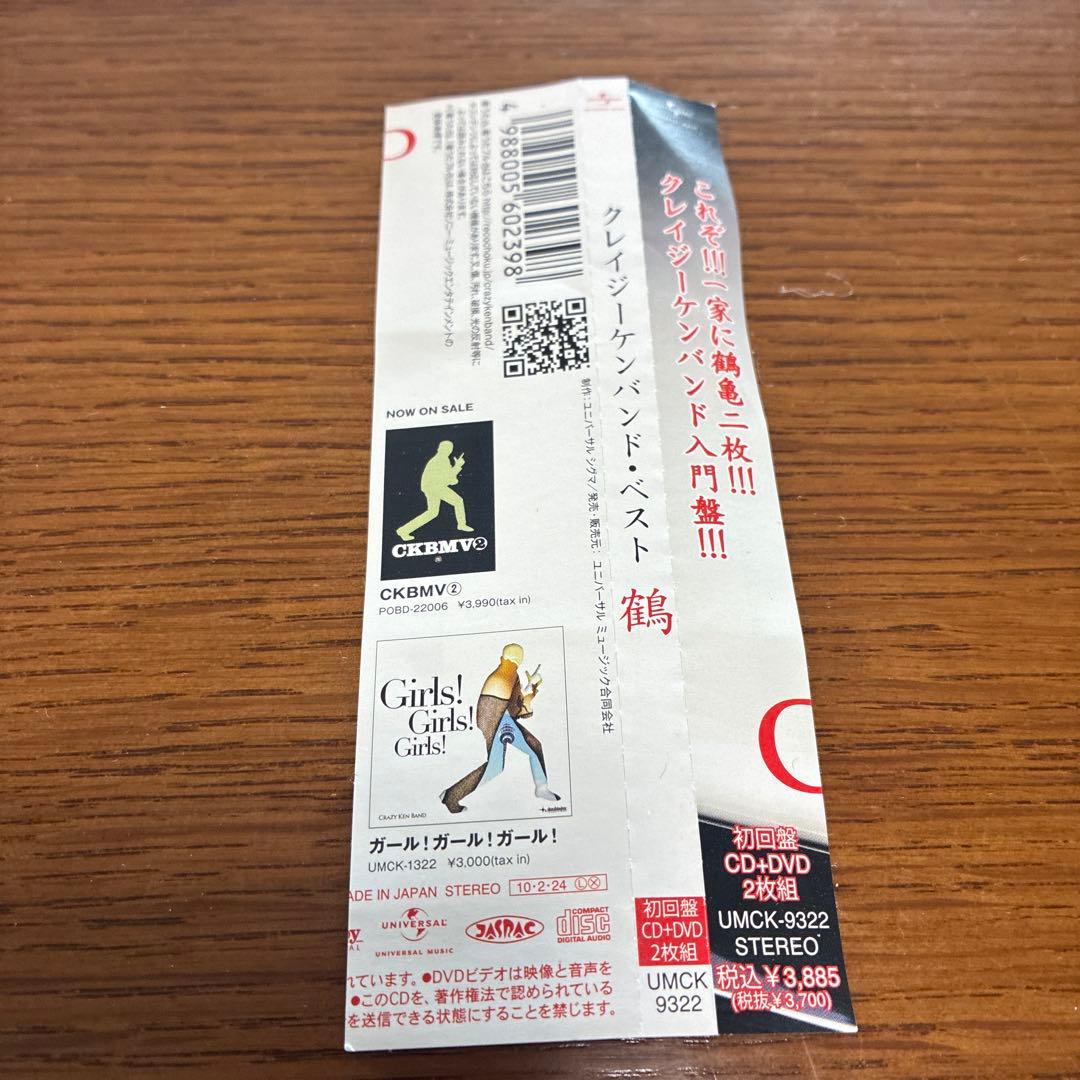 これぞ!!!一家に鶴亀二枚!!!
クレイジーケンバンド入門盤!!!
初回盤
CD+DVD
2枚組
UMCK-9322
STEREO
税込¥3,885
(税抜¥3,700)
クレイジーケンバンド・ベスト 鶴
初回盤
CD+DVD
2枚組
UMCK
9322
4 988005 602398
制作:ユニバーサル シグマ/発売・販売元: ユニバーサル ミュージック合同会社
NOW ON SALE
CKBMV②
CKBMV②
POBD-22006 ¥3,990(tax in)
Girls!
Girls!
Girls!
CRAZY KEN BAND
ガール!ガール!ガール!
UMCK-1322 ¥3,000(tax in)
ADE IN JAPAN STEREO 10・2・24 Ⓛⓧ
UNIVERSAL
UNIVERSAL MUSIC
JASRAC
COMPACT
disc
DIGITAL AUDIO
れています。●DVDビデオは映像と音声を
●このCDを、著作権法で認められている
を送信できる状態にすることを禁じます。